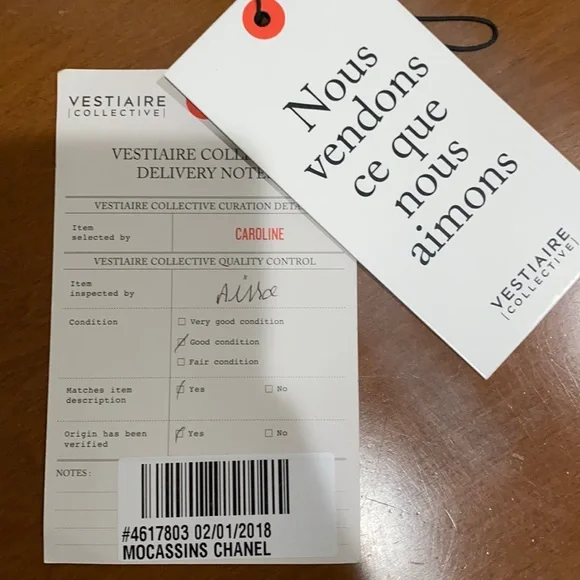 VESTIAIRE
|COLLECTIVE|
VESTIAIRE COLLE
DELIVERY NOTE
VESTIAIRE COLLECTIVE CURATION DETA
Item
selected by
CAROLINE
VESTIAIRE COLLECTIVE QUALITY CONTROL
Item
inspected by
Condition
Very good condition
Good condition
Fair condition
Matches item
description
Yes
No
Origin has been
verified
Yes
No
NOTES :
#4617803 02/01/2018
MOCASSINS CHANEL
Nous
vendons
ce que
nous
aimons
VESTIAIRE
|COLLECTIVE|